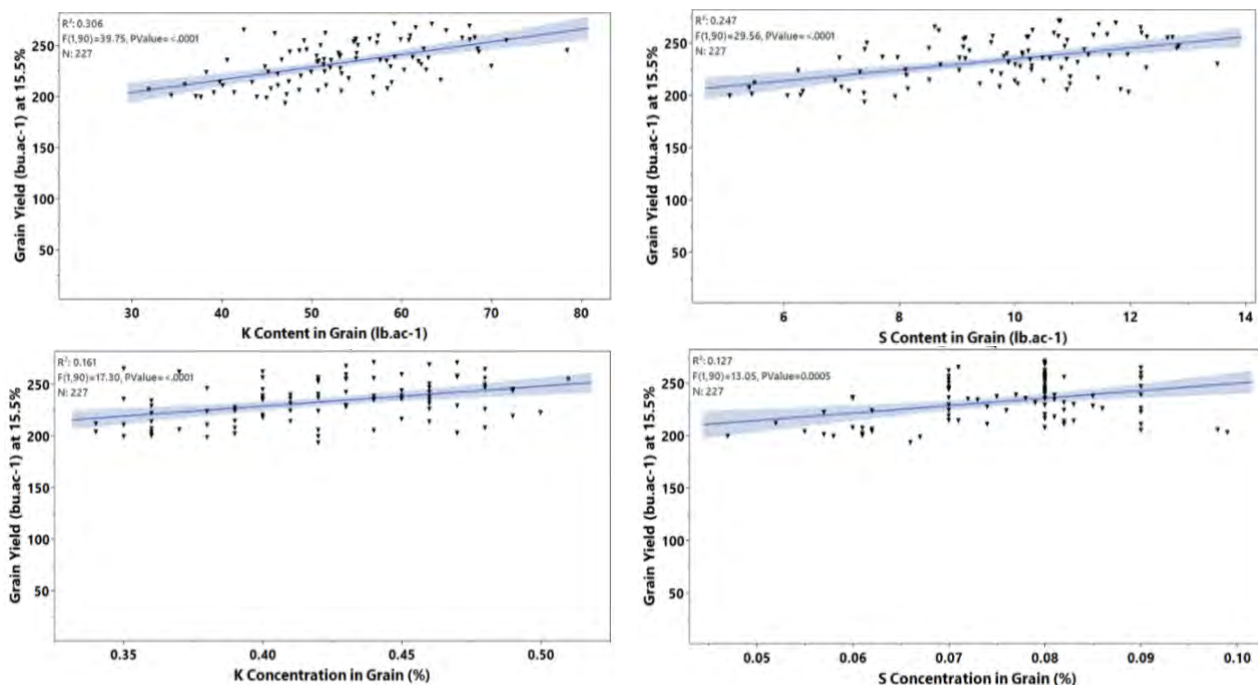 R²: 0.306
F(1,90)=39.75, PValue=<.0001
N: 227
250
200
150
100
50
Grain Yield (bu.ac-1) at 15.5%
30 40 50 60 70 80
K Content in Grain (lb.ac-1)
R²: 0.247
F(1,90)=29.56, PValue=<.0001
N: 227
250
200
150
100
50
Grain Yield (bu.ac-1) at 15.5%
6 8 10 12 14
S Content in Grain (lb.ac-1)
R²: 0.161
F(1,90)=17.30, PValue=<.0001
N: 227
250
200
150
100
50
Grain Yield (bu.ac-1) at 15.5%
0.35 0.40 0.45 0.50
K Concentration in Grain (%)
R²: 0.127
F(1,90)=13.05, PValue=0.0005
N: 227
250
200
150
100
50
Grain Yield (bu.ac-1) at 15.5%
0.05 0.06 0.07 0.08 0.09 0.10
S Concentration in Grain (%)